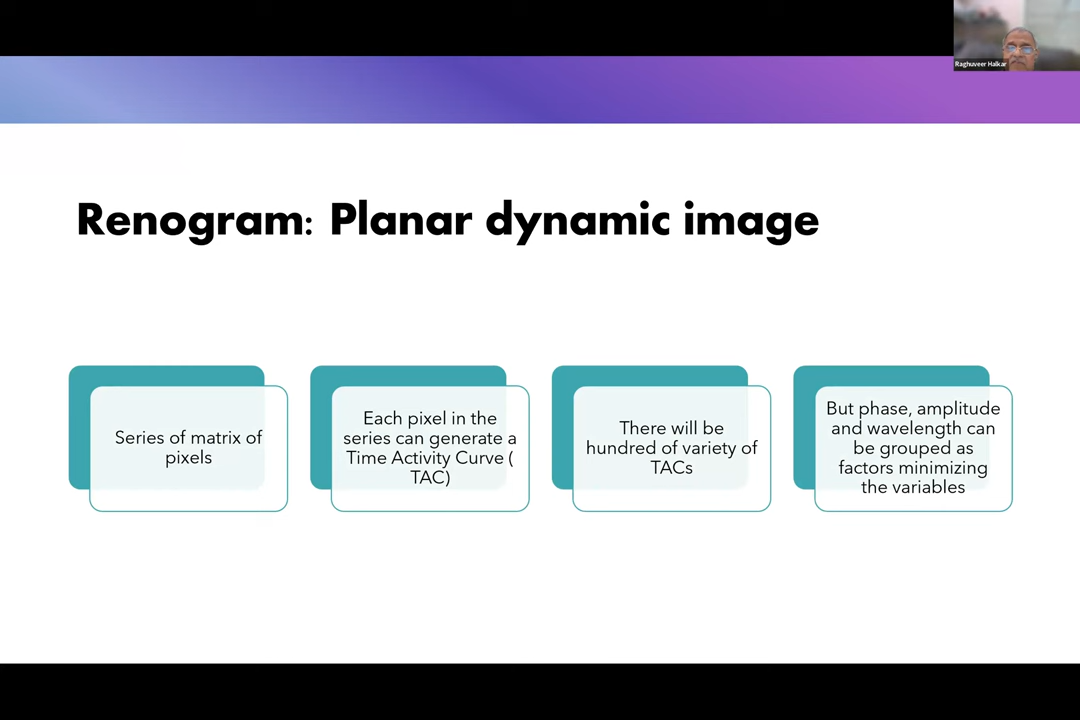 Raghuveer Halkar
Renogram: Planar dynamic image
Series of matrix of
pixels
Each pixel in the
series can generate a
Time Activity Curve (
TAC)
There will be
hundred of variety of
TACs
But phase, amplitude
and wavelength can
be grouped as
factors minimizing
the variables